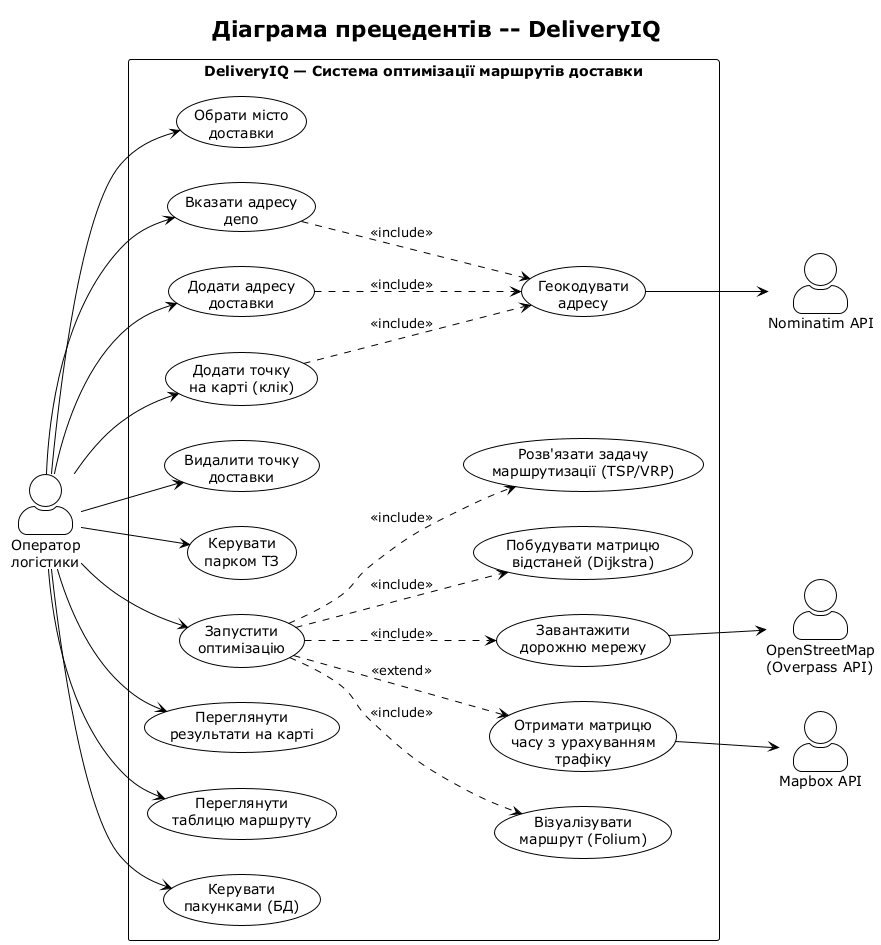 Діаграма прецедентів -- DeliveryIQ
DeliveryIQ — Система оптимізації маршрутів доставки
Обрати місто
доставки
Вказати адресу
депо
«include»
Додати адресу
доставки
«include»
Геокодувати
адресу
Nominatim API
«include»
Додати точку
на карті (клік)
Видалити точку
доставки
Розв'язати задачу
маршрутизації (TSP/VRP)
Оператор
логістики
«include»
Керувати
парком ТЗ
Побудувати матрицю
відстаней (Dijkstra)
«include»
Запустити
оптимізацію
«include»
Завантажити
дорожню мережу
OpenStreetMap
(Overpass API)
«extend»
«include»
Переглянути
результати на карті
Отримати матрицю
часу з урахуванням
трафіку
Mapbox API
Переглянути
таблицю маршруту
Візуалізувати
маршрут (Folium)
Керувати
пакунками (БД)